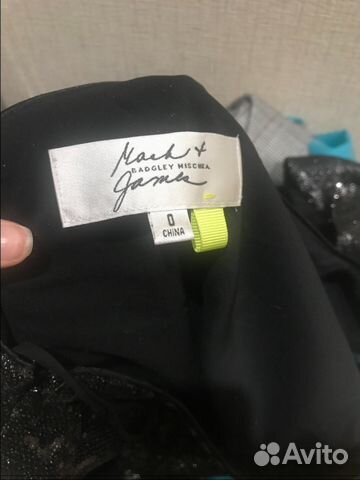 Mark +
BADGLEY MISCHKA
James
0
CHINA
Avito